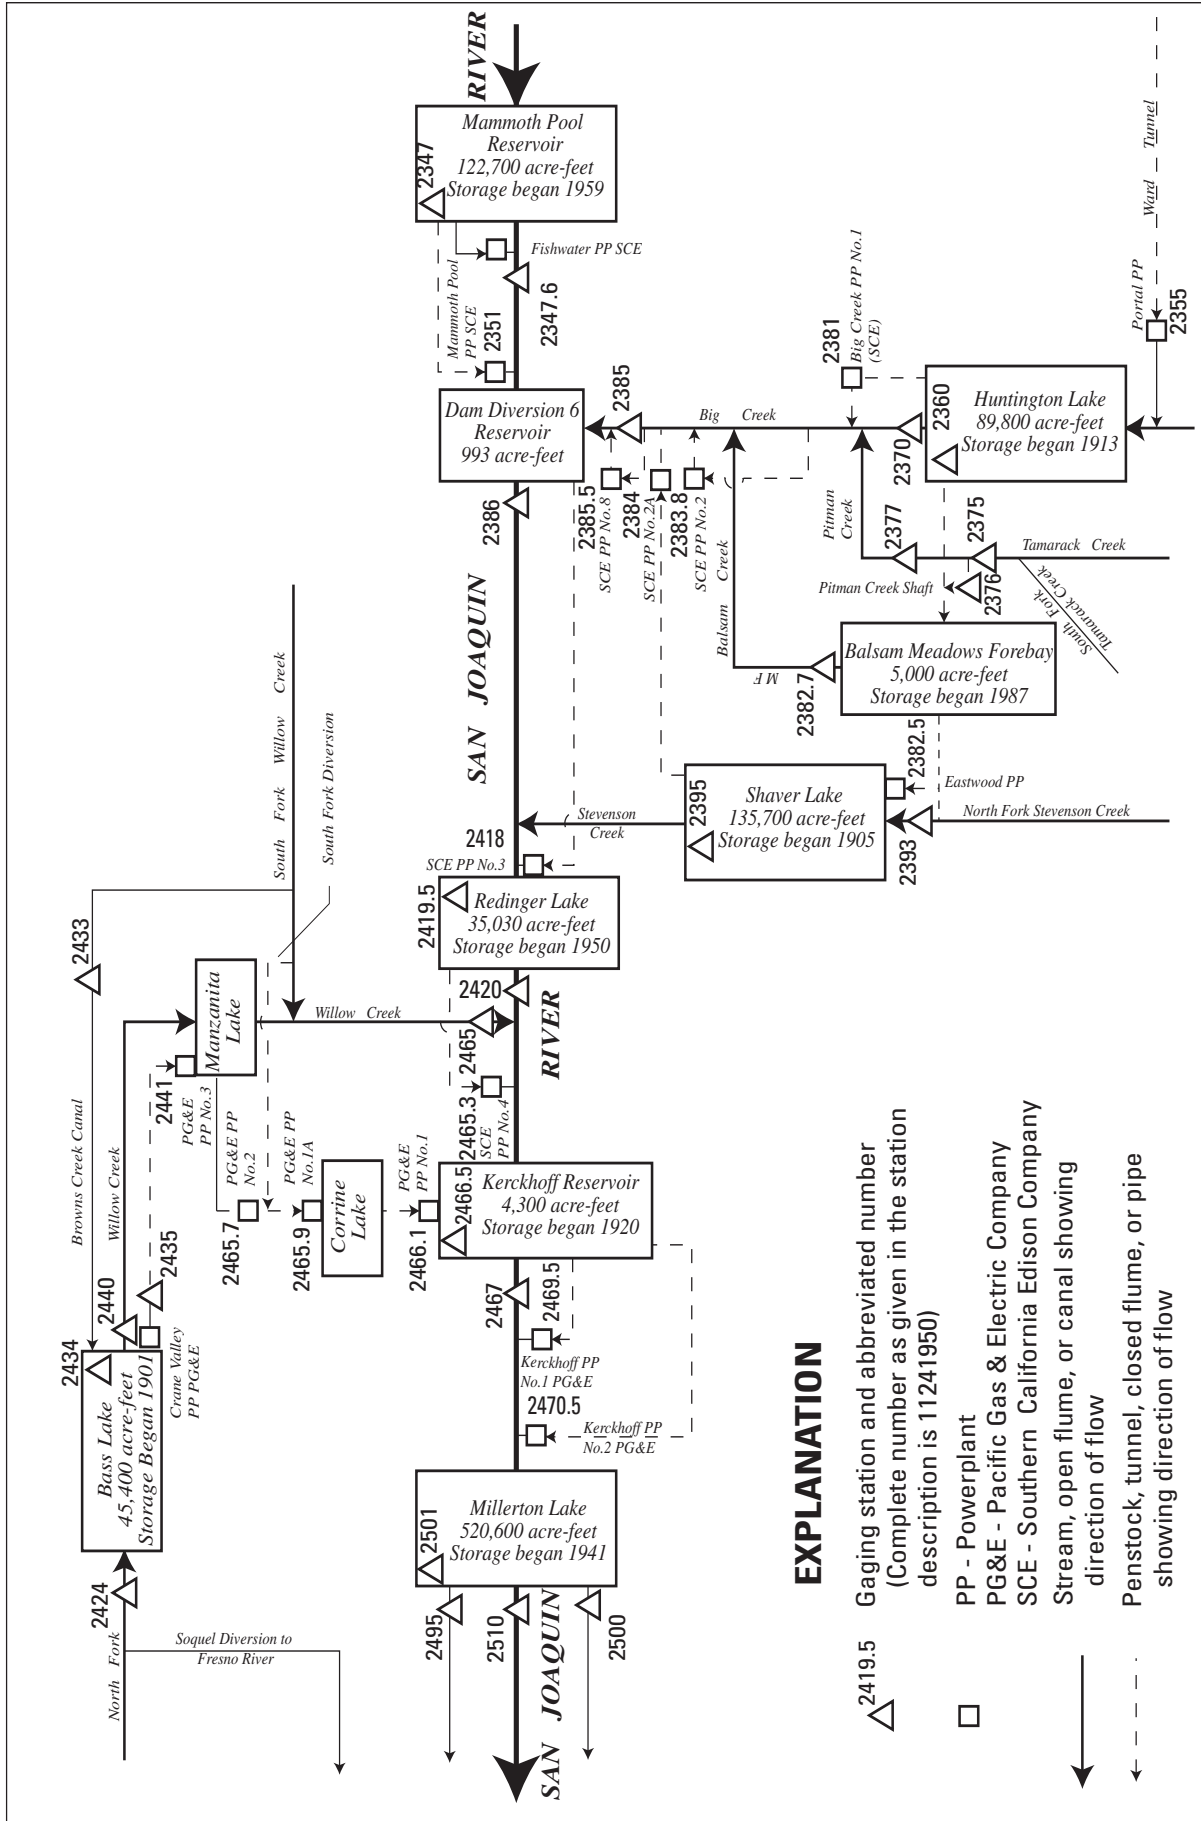 RIVER
Mammoth Pool
Reservoir
122,700 acre-feet
Storage began 1959
2347
Fishwater PP SCE
Mammoth Pool
PP SCE
2351
2347.6
Dam Diversion 6
Reservoir
993 acre-feet
2385
Big Creek
2381
Big Creek PP No.1
(SCE)
2360
Huntington Lake
89,800 acre-feet
Storage began 1913
2370
Portal PP
2355
Ward Tunnel
2386
2385.5
SCE PP No.8
2384
SCE PP No.2A
2383.8
SCE PP No.2
Pitman
Creek
2377
2375
Tamarack Creek
South Fork
Tamarack Creek
2376
Pitman Creek Shaft
Balsam Creek
M F
2382.7
Balsam Meadows Forebay
5,000 acre-feet
Storage began 1987
2382.5
Eastwood PP
North Fork Stevenson Creek
2393
2395
Shaver Lake
135,700 acre-feet
Storage began 1905
Stevenson
Creek
SAN JOAQUIN
2418
SCE PP No.3
2419.5
Redinger Lake
35,030 acre-feet
Storage began 1950
2420
RIVER
South Fork Willow Creek
South Fork Diversion
2433
Browns Creek Canal
Manzanita
Lake
Willow Creek
2465
2441
PG&E
PP No.3
2465.3
SCE
PP No.4
PG&E PP
No.2
2465.7
PG&E PP
No.1A
2465.9
Corrine
Lake
PG&E
PP No.1
2466.1
2466.5
Kerckhoff Reservoir
4,300 acre-feet
Storage began 1920
Willow Creek
2440
2435
2434
Bass Lake
45,400 acre-feet
Storage Began 1901
Crane Valley
PP PG&E
2424
North Fork
Soquel Diversion to
Fresno River
2467
2469.5
Kerckhoff PP
No.1 PG&E
2470.5
Kerckhoff PP
No.2 PG&E
2501
Millerton Lake
520,600 acre-feet
Storage began 1941
2495
2510
2500
SAN JOAQUIN
EXPLANATION
2419.5
Gaging station and abbreviated number
(Complete number as given in the station
description is 11241950)
PP - Powerplant
PG&E - Pacific Gas & Electric Company
SCE - Southern California Edison Company
Stream, open flume, or canal showing
direction of flow
Penstock, tunnel, closed flume, or pipe
showing direction of flow